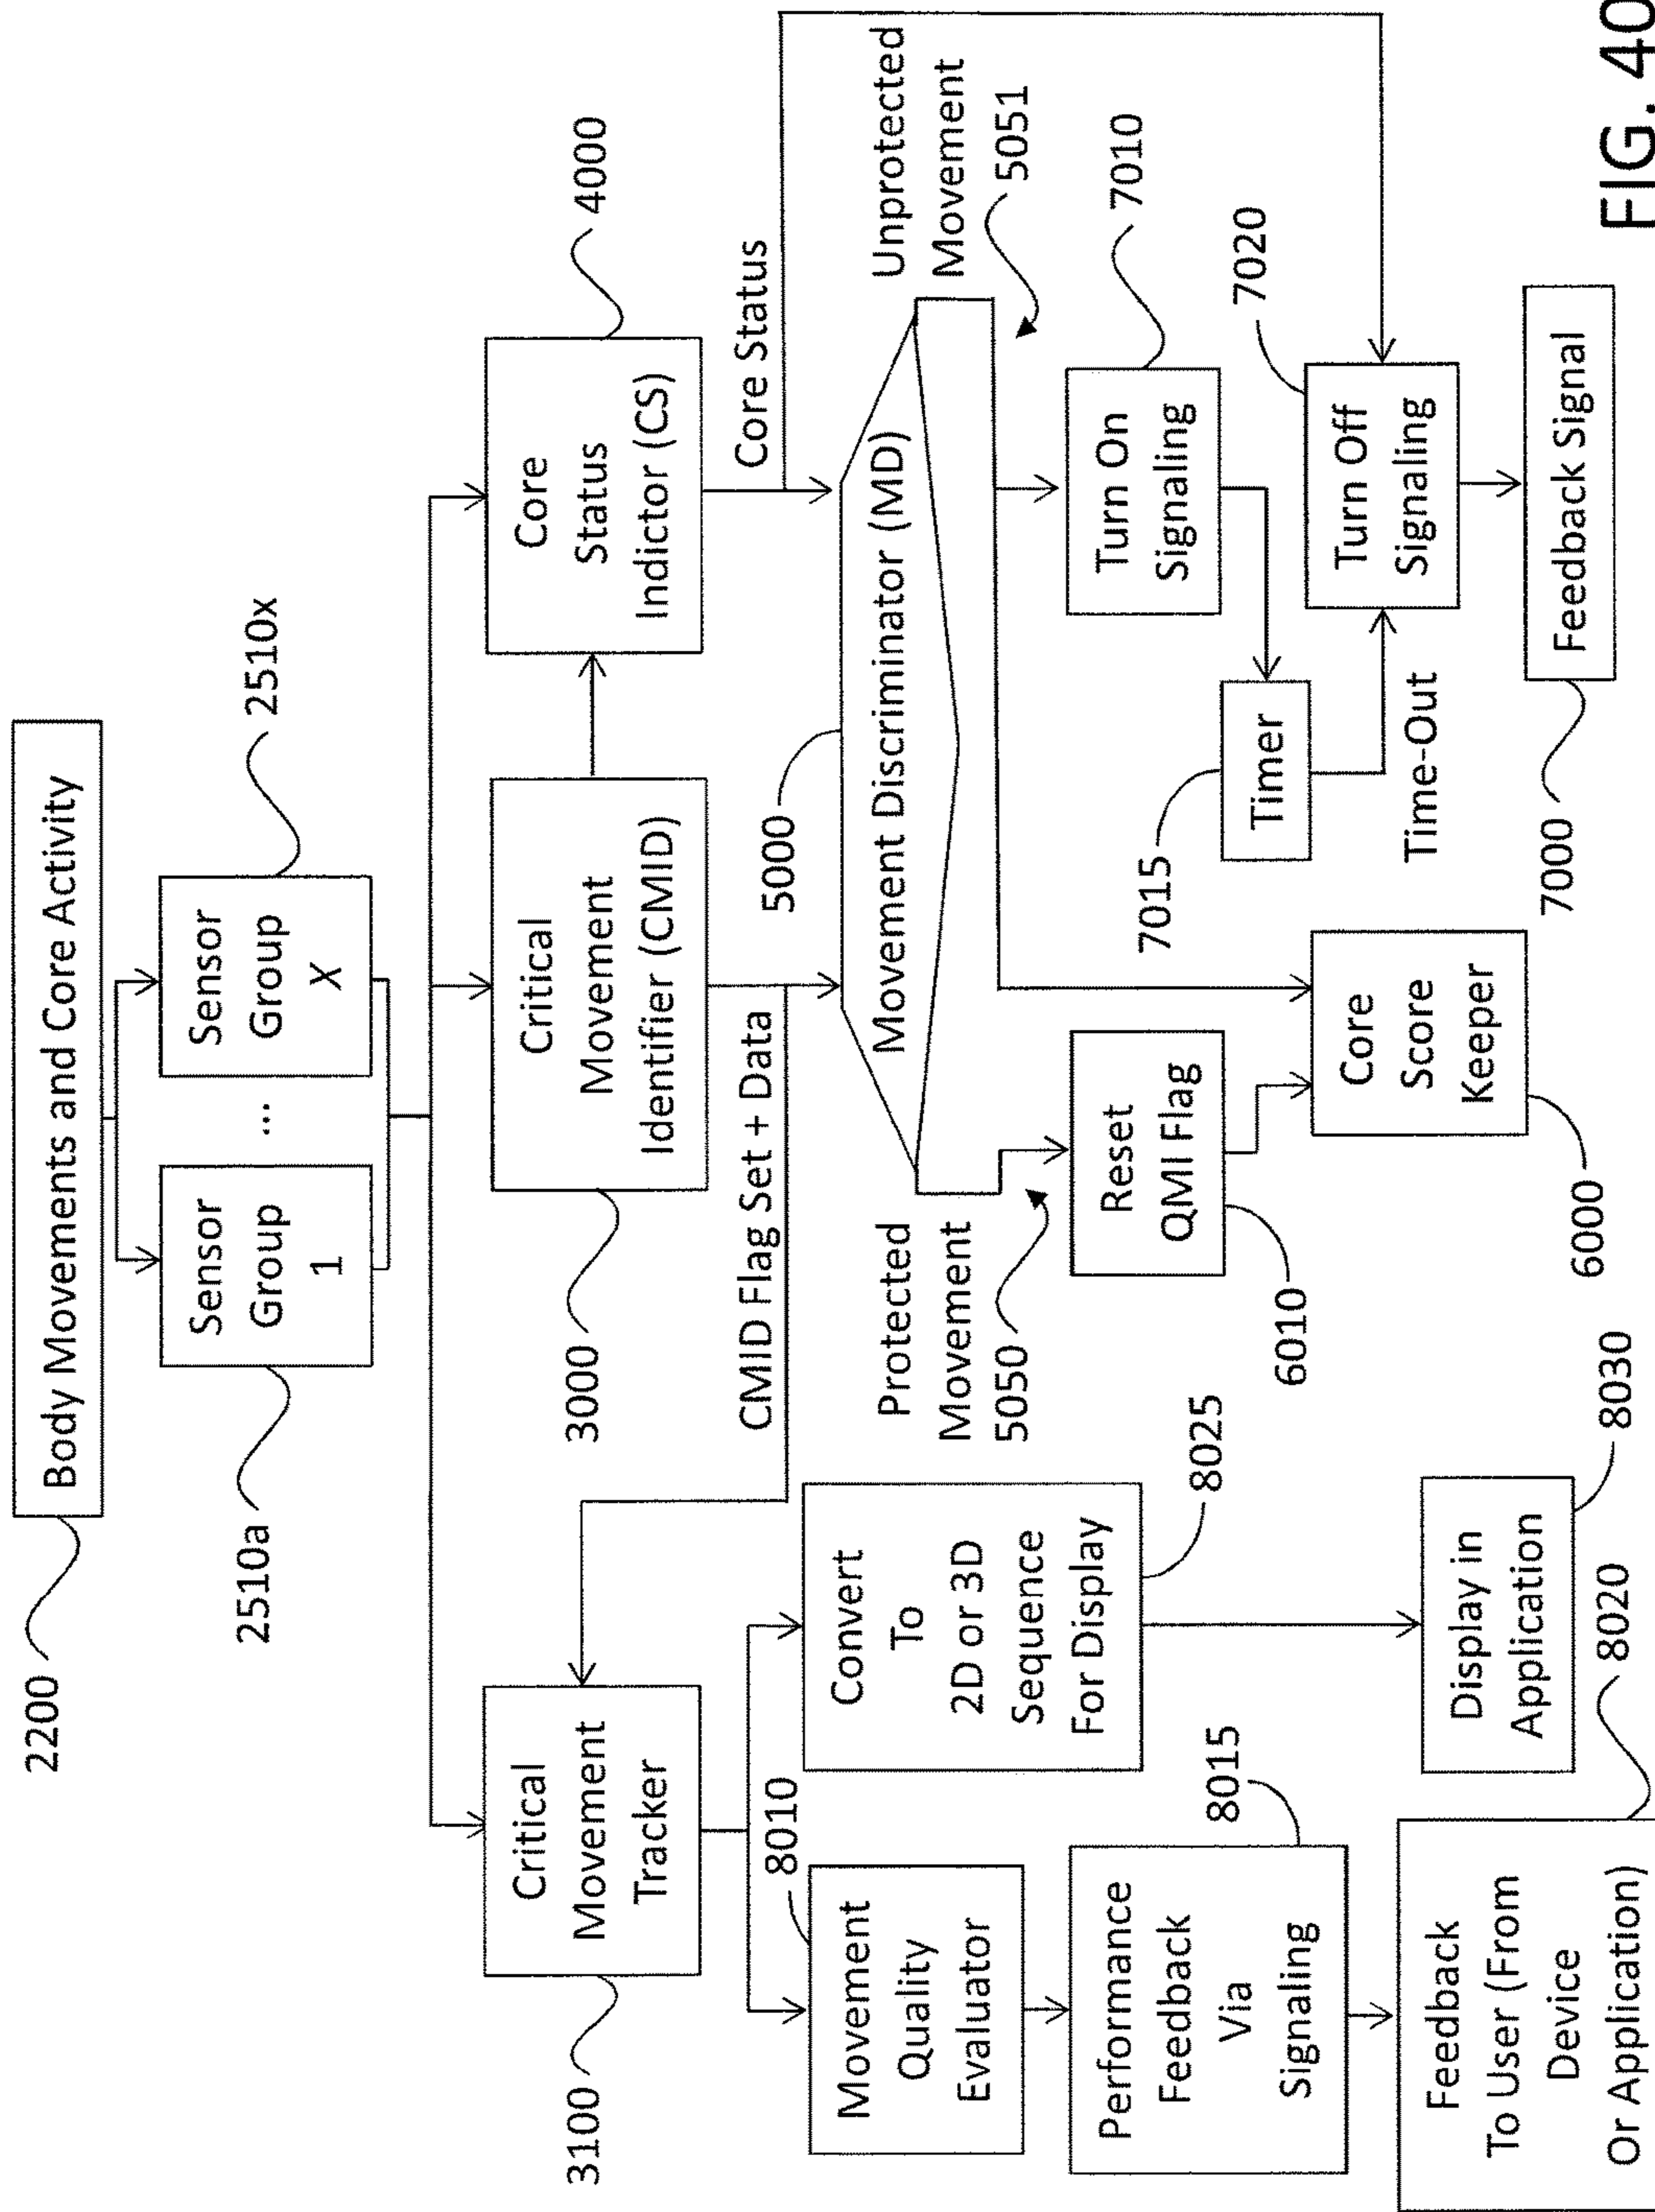 2200
Body Movements and Core Activity
2510a
Sensor
Group
1
...
Sensor
Group
X
2510x
3100
Critical
Movement
Tracker
3000
Critical
Movement
Identifier (CMID)
Core
Status
Indictor (CS)
4000
CMID Flag Set + Data
Core Status
5000
Movement Discriminator (MD)
Protected
Movement
5050
Unprotected
Movement
5051
8010
Movement
Quality
Evaluator
Convert
To
2D or 3D
Sequence
For Display
8025
Reset
QMI Flag
6010
Turn On
Signaling
7010
Performance
Feedback
Via
Signaling
8015
7015
Timer
Time-Out
7020
Turn Off
Signaling
Core
Score
Keeper
6000
Feedback
To User (From
Device
Or Application)
8020
Display in
Application
8030
7000
Feedback Signal
FIG. 40